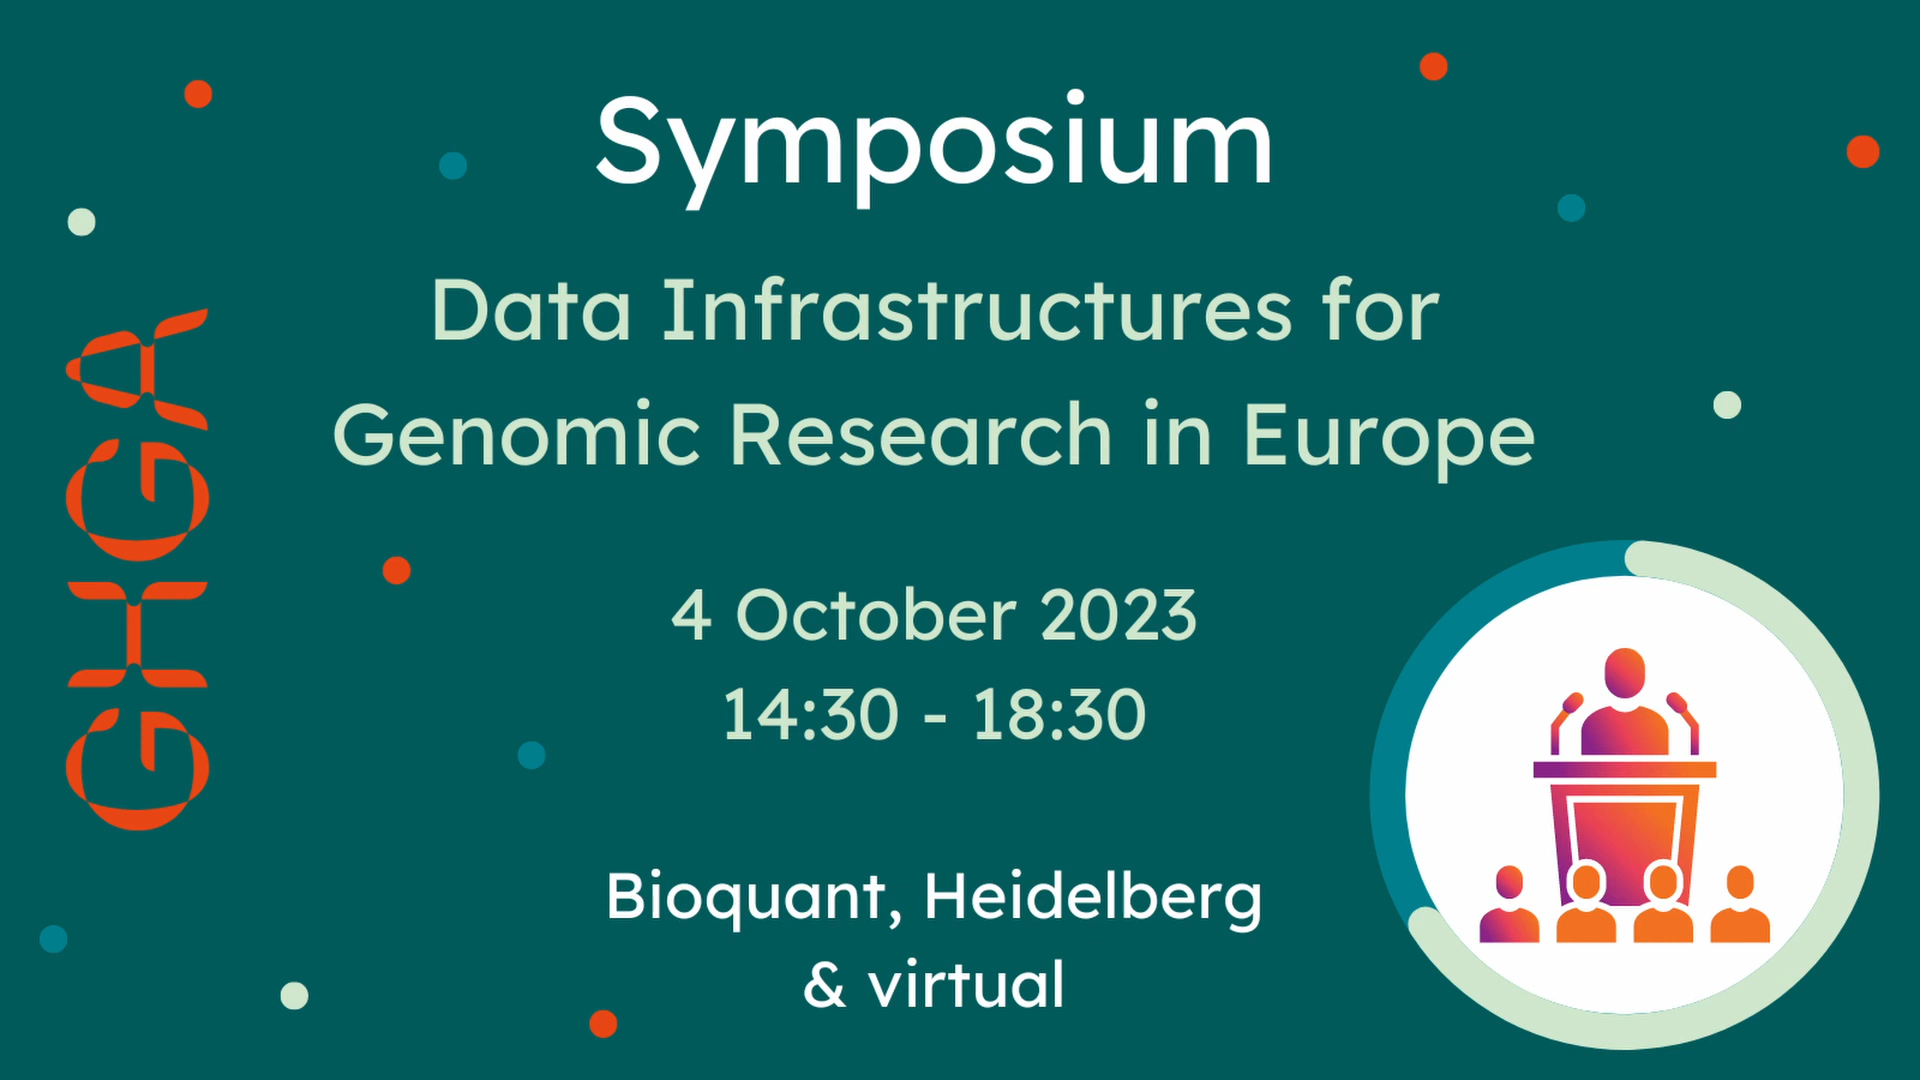 Symposium
Data Infrastructures for
Genomic Research in Europe
4 October 2023
14:30 - 18:30
Bioquant, Heidelberg
& virtual
GHGA